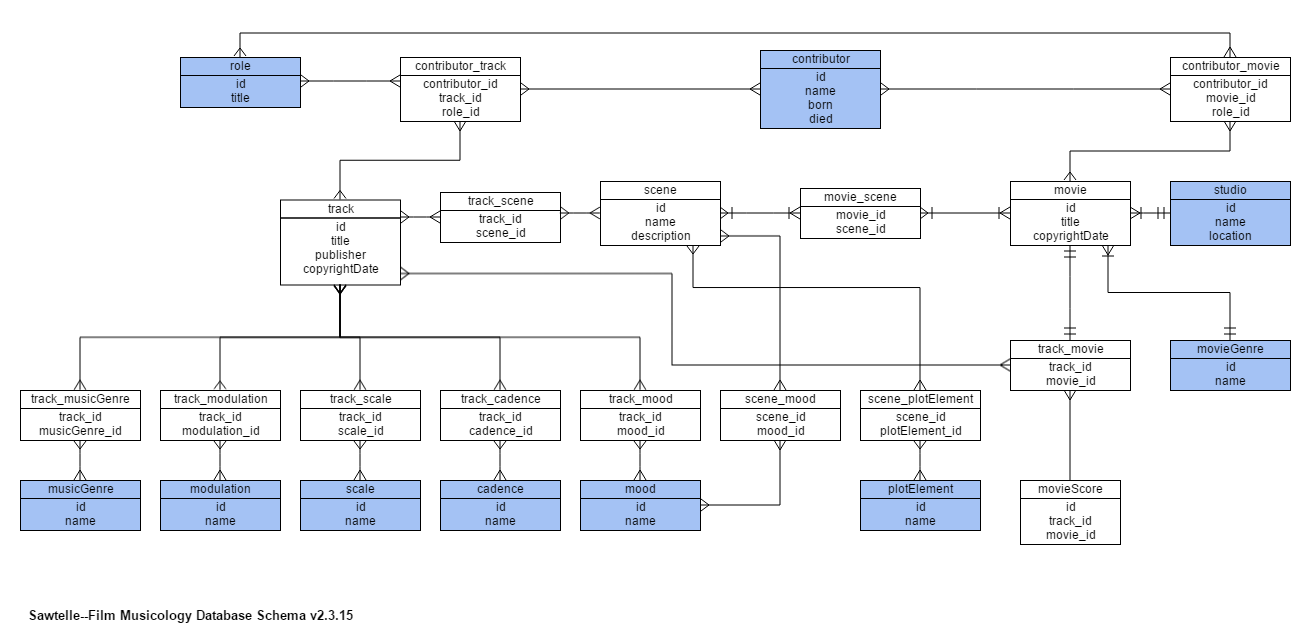 role
id
title
contributor_track
contributor_id
track_id
role_id
contributor
id
name
born
died
contributor_movie
contributor_id
movie_id
role_id
track
id
title
publisher
copyrightDate
track_scene
track_id
scene_id
scene
id
name
description
movie_scene
movie_id
scene_id
movie
id
title
copyrightDate
studio
id
name
location
track_movie
track_id
movie_id
movieGenre
id
name
track_musicGenre
track_id
musicGenre_id
track_modulation
track_id
modulation_id
track_scale
track_id
scale_id
track_cadence
track_id
cadence_id
track_mood
track_id
mood_id
scene_mood
scene_id
mood_id
scene_plotElement
scene_id
plotElement_id
musicGenre
id
name
modulation
id
name
scale
id
name
cadence
id
name
mood
id
name
plotElement
id
name
movieScore
id
track_id
movie_id
Sawtelle--Film Musicology Database Schema v2.3.15